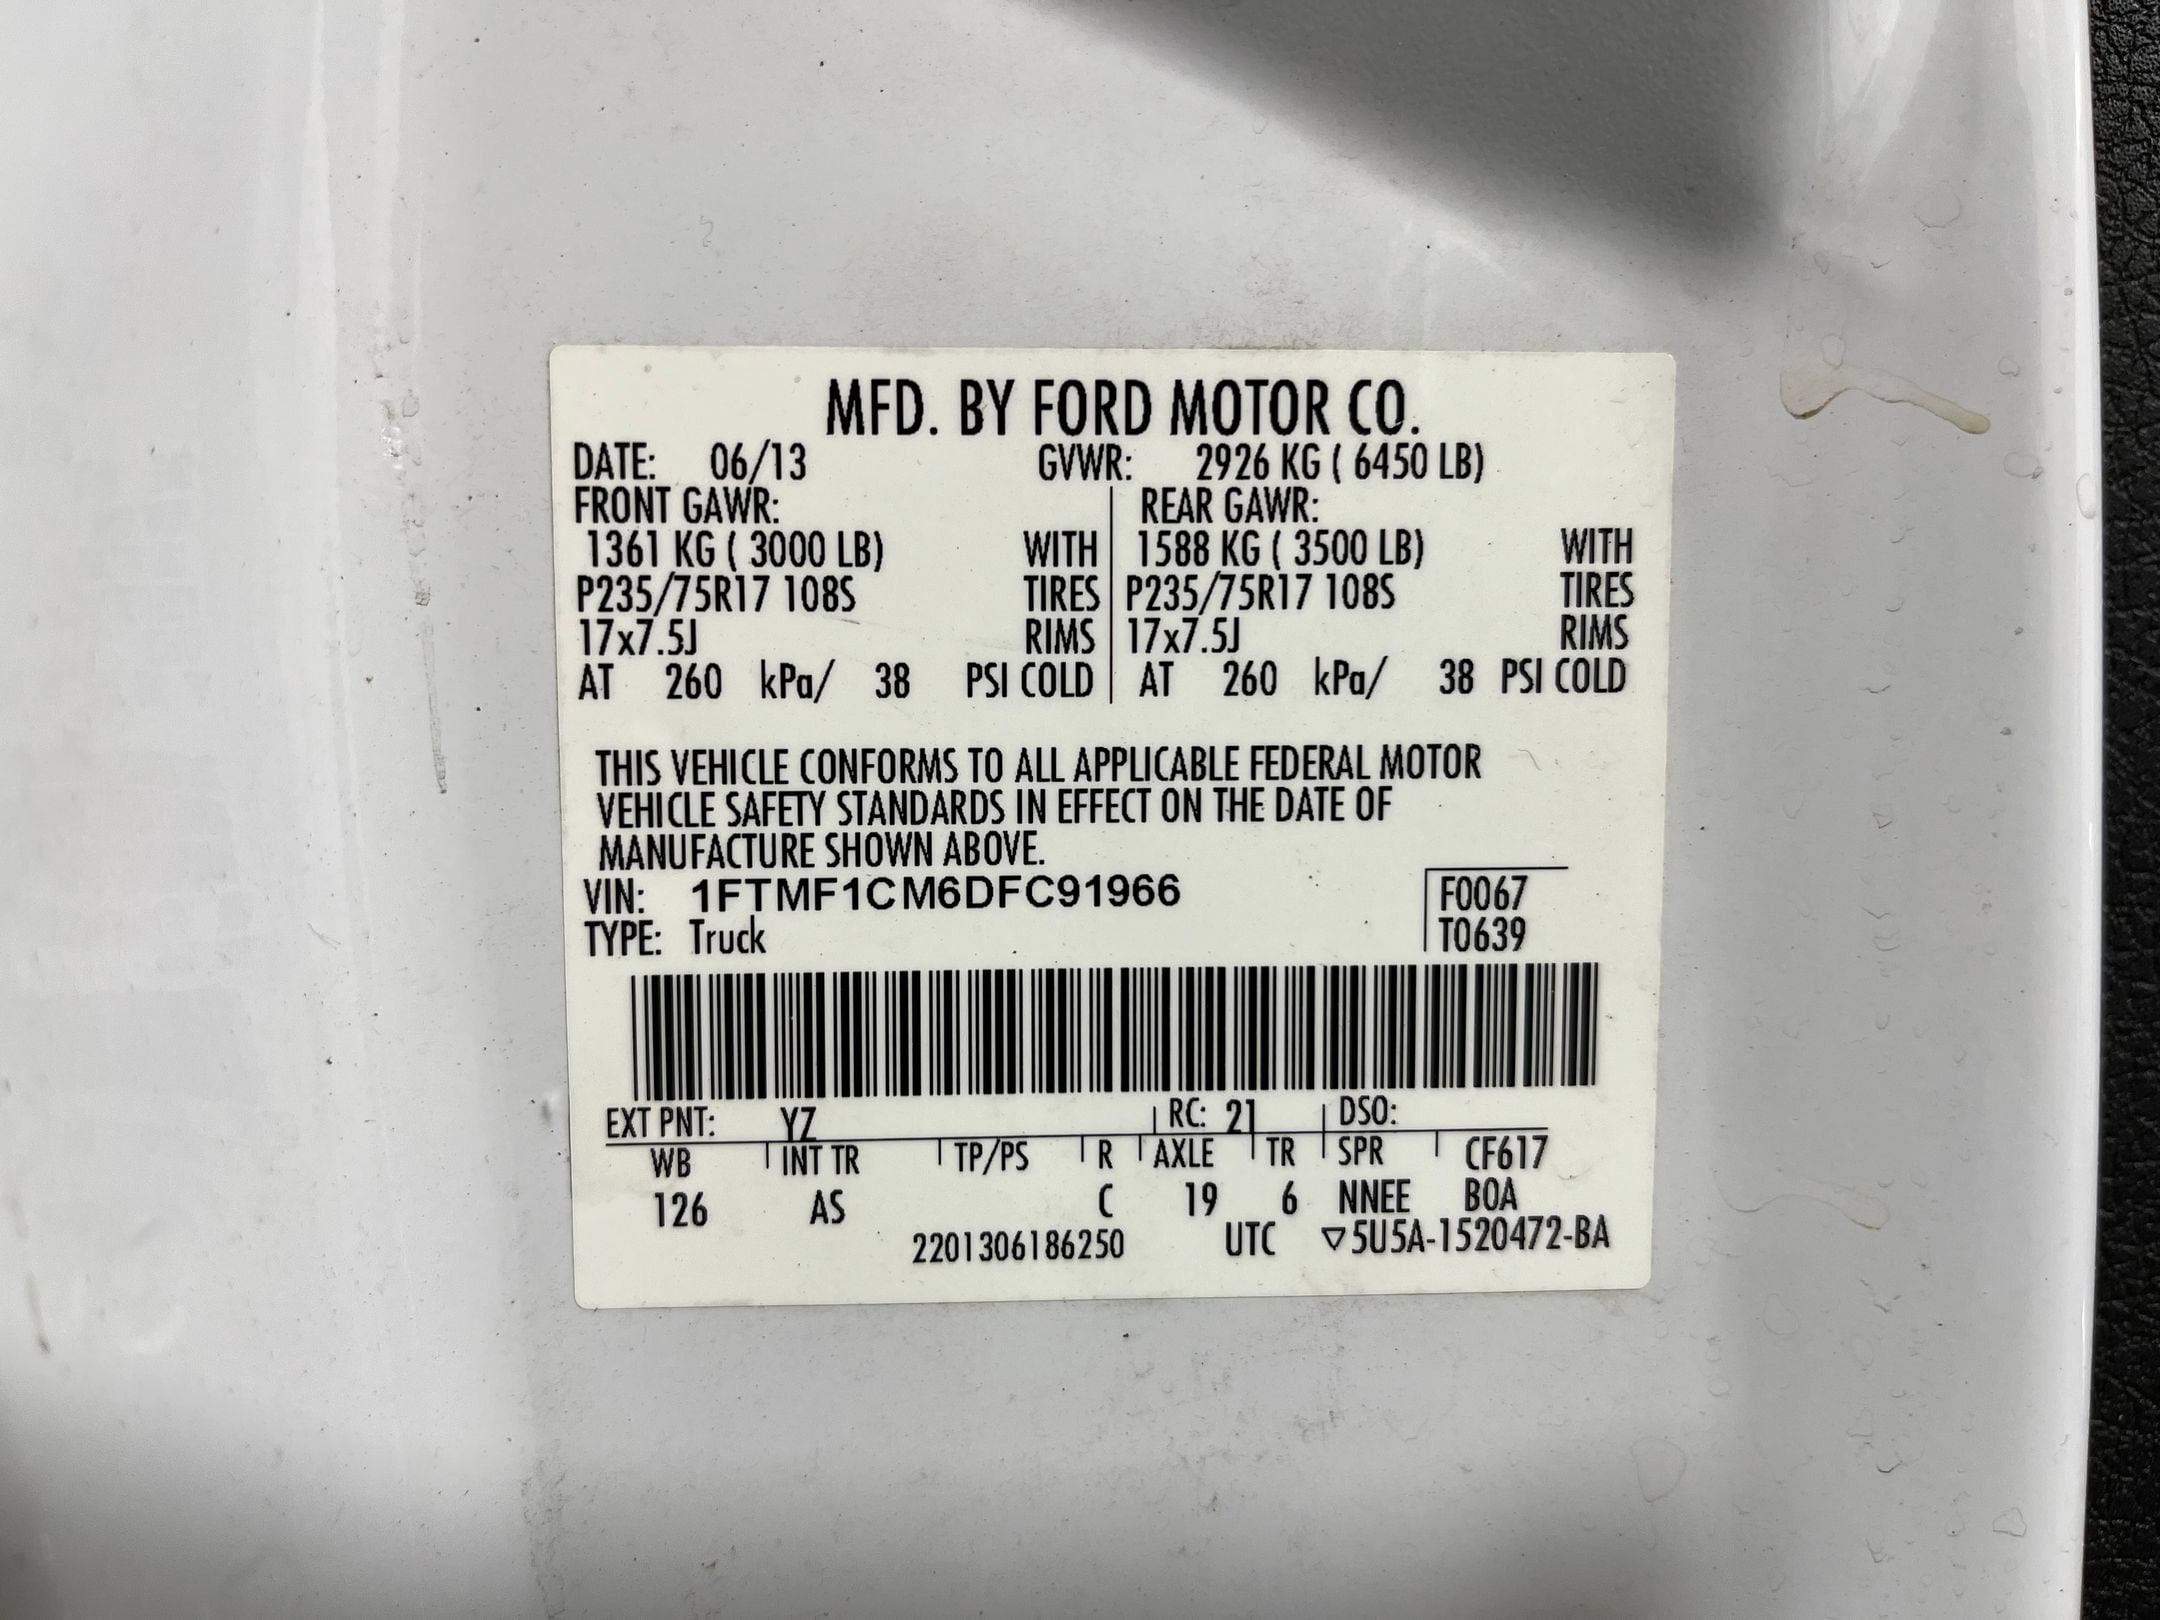 MFD. BY FORD MOTOR CO.
DATE: 06/13 GVWR: 2926 KG ( 6450 LB)
FRONT GAWR: REAR GAWR:
1361 KG ( 3000 LB) WITH 1588 KG ( 3500 LB) WITH
P235/75R17 108S TIRES P235/75R17 108S TIRES
17x7.5J RIMS 17x7.5J RIMS
AT 260 kPa/ 38 PSI COLD AT 260 kPa/ 38 PSI COLD
THIS VEHICLE CONFORMS TO ALL APPLICABLE FEDERAL MOTOR
VEHICLE SAFETY STANDARDS IN EFFECT ON THE DATE OF
MANUFACTURE SHOWN ABOVE.
VIN: 1FTMF1CM6DFC91966 F0067
TYPE: Truck T0639
EXT PNT: YZ RC: 21 DSO:
WB INT TR TP/PS R AXLE TR SPR CF617
126 AS C 19 6 NNEE BOA
2201306186250 UTC ▽5U5A-1520472-BA